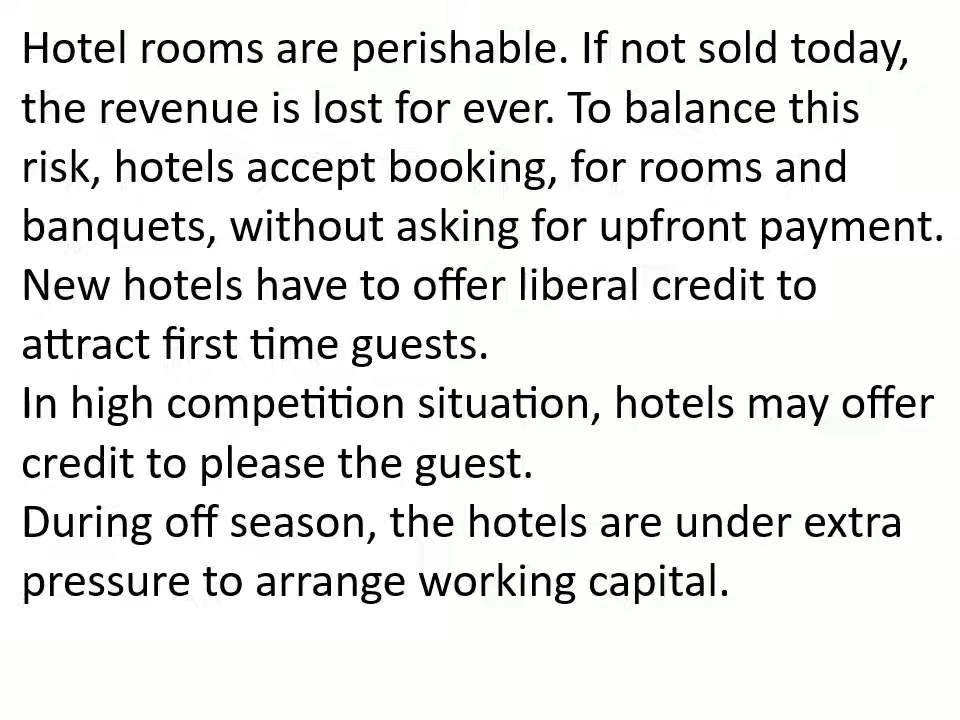 Hotel rooms are perishable. If not sold today,
the revenue is lost for ever. To balance this
risk, hotels accept booking, for rooms and
banquets, without asking for upfront payment.
New hotels have to offer liberal credit to
attract first time guests.
In high competition situation, hotels may offer
credit to please the guest.
During off season, the hotels are under extra
pressure to arrange working capital.